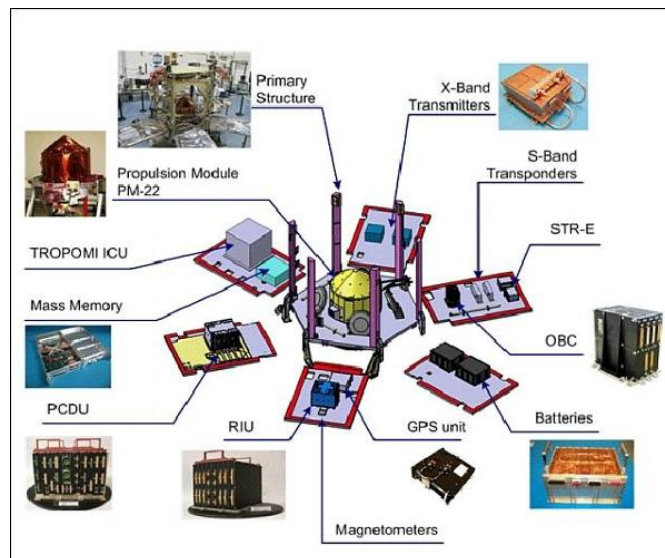 Primary
Structure
X-Band
Transmitters
Propulsion Module
PM-22
S-Band
Transponders
STR-E
TROPOMI ICU
Mass Memory
OBC
PCDU
RIU
GPS unit
Batteries
Magnetometers